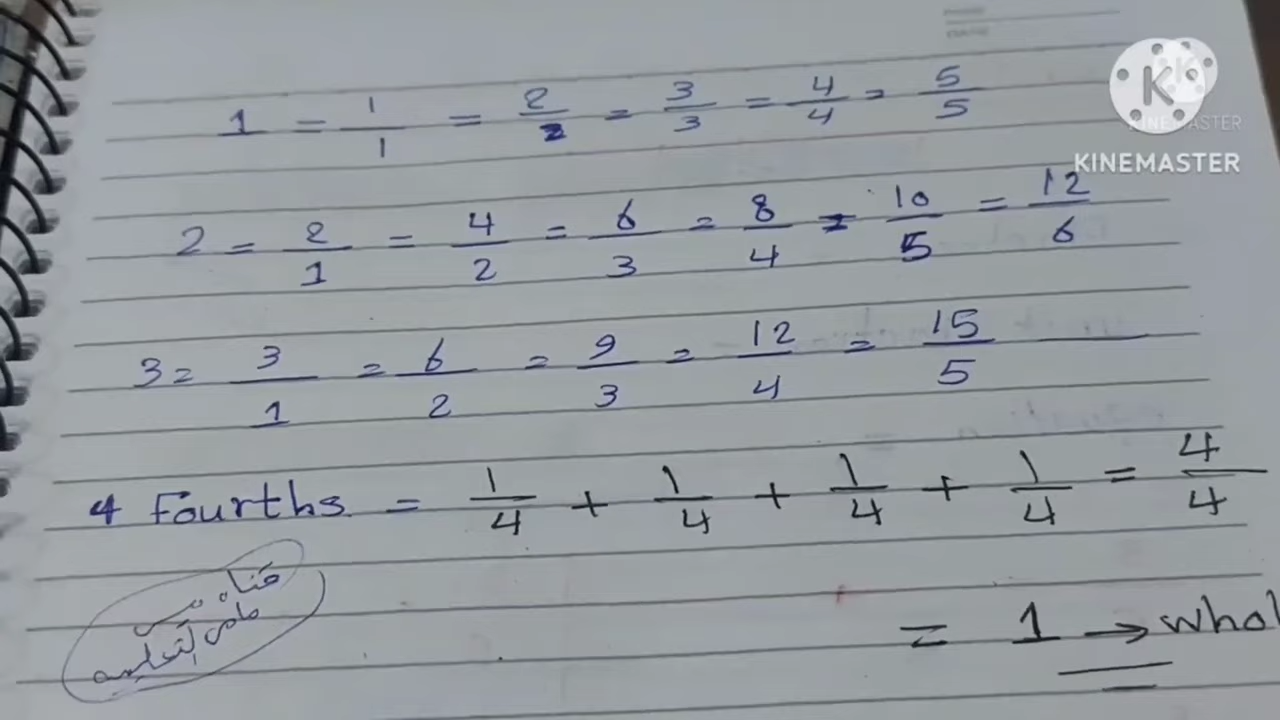 1 = 1/1 = 2/2 = 3/3 = 4/4 = 5/5
2 = 2/1 = 4/2 = 6/3 = 8/4 = 10/5 = 12/6
3 = 3/1 = 6/2 = 9/3 = 12/4 = 15/5
4 Fourths = 1/4 + 1/4 + 1/4 + 1/4 = 4/4
= 1 → whol
KINEMASTER
KINEMASTER